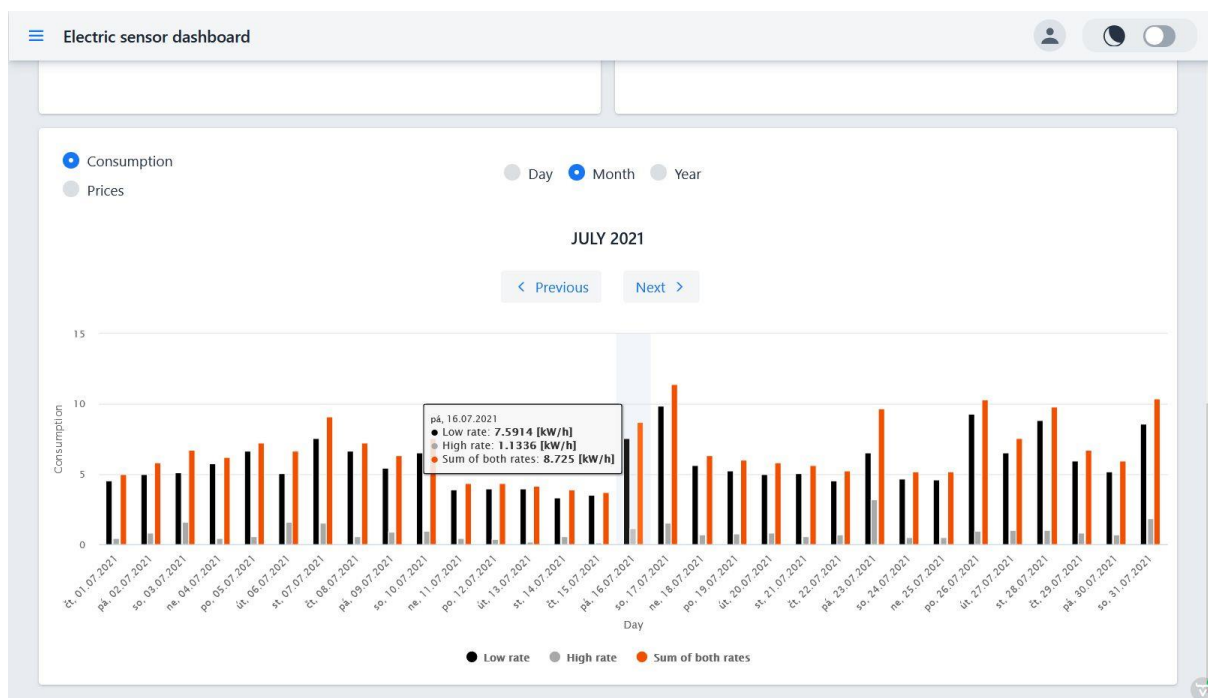 Electric sensor dashboard
Consumption
Prices
Day Month Year
JULY 2021
Previous Next
15
10
5
0
Consumption
pá, 16.07.2021
Low rate: 7.5914 [kW/h]
High rate: 1.1336 [kW/h]
Sum of both rates: 8.725 [kW/h]
čt, 01.07.2021
pá, 02.07.2021
so, 03.07.2021
ne, 04.07.2021
po, 05.07.2021
út, 06.07.2021
st, 07.07.2021
čt, 08.07.2021
pá, 09.07.2021
so, 10.07.2021
ne, 11.07.2021
po, 12.07.2021
út, 13.07.2021
st, 14.07.2021
čt, 15.07.2021
pá, 16.07.2021
so, 17.07.2021
ne, 18.07.2021
po, 19.07.2021
út, 20.07.2021
st, 21.07.2021
čt, 22.07.2021
pá, 23.07.2021
so, 24.07.2021
ne, 25.07.2021
po, 26.07.2021
út, 27.07.2021
st, 28.07.2021
čt, 29.07.2021
pá, 30.07.2021
so, 31.07.2021
Day
Low rate High rate Sum of both rates